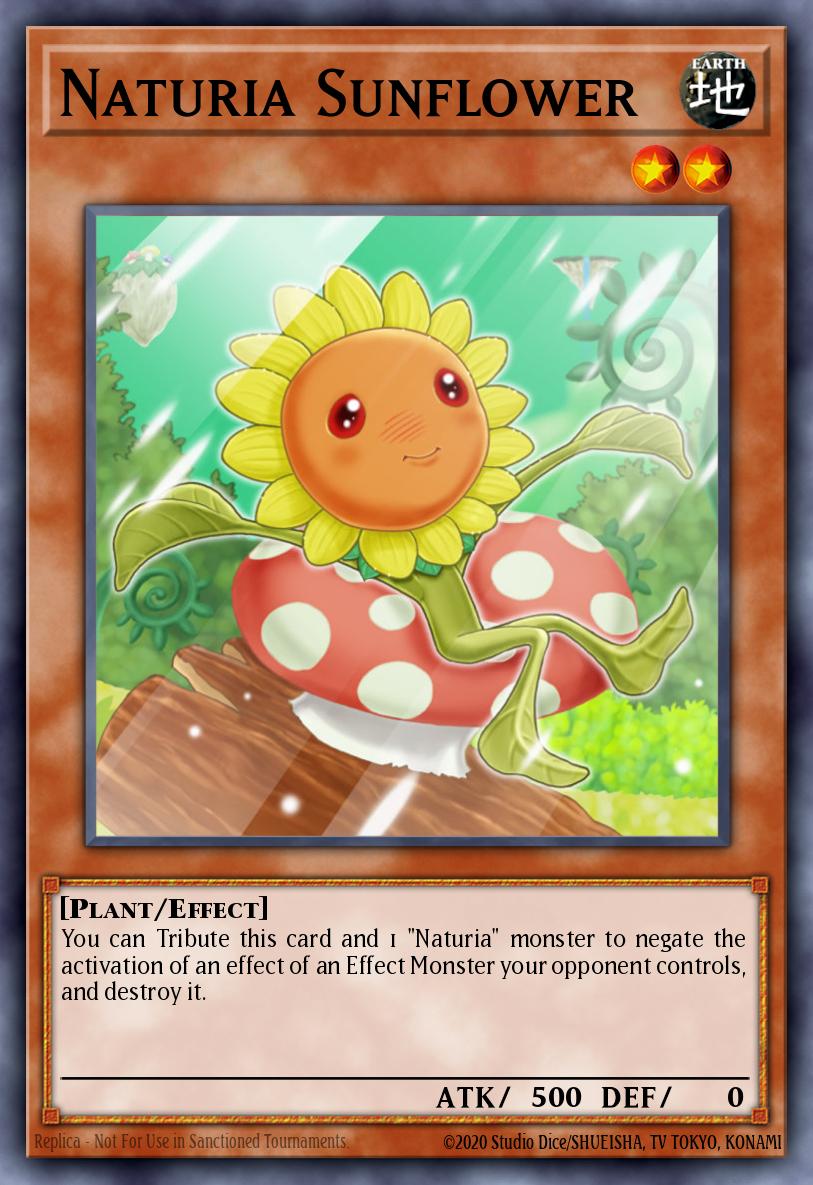 Naturia Sunflower
EARTH
地
[Plant/Effect]
You can Tribute this card and 1 "Naturia" monster to negate the
activation of an effect of an Effect Monster your opponent controls,
and destroy it.
ATK/ 500 DEF/ 0
Replica - Not For Use in Sanctioned Tournaments.
©2020 Studio Dice/SHUEISHA, TV TOKYO, KONAMI